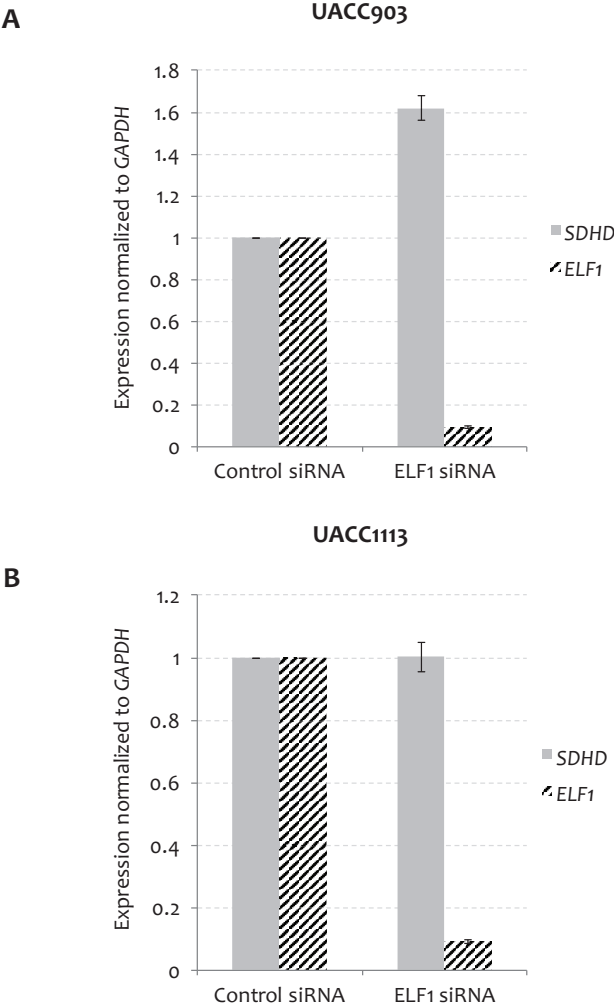 A
UACC903
Expression normalized to GAPDH
1.8
1.6
1.4
1.2
1
0.8
0.6
0.4
0.2
0
Control siRNA
ELF1 siRNA
SDHD
ELF1
B
UACC1113
Expression normalized to GAPDH
1.2
1
0.8
0.6
0.4
0.2
0
Control siRNA
ELF1 siRNA
SDHD
ELF1